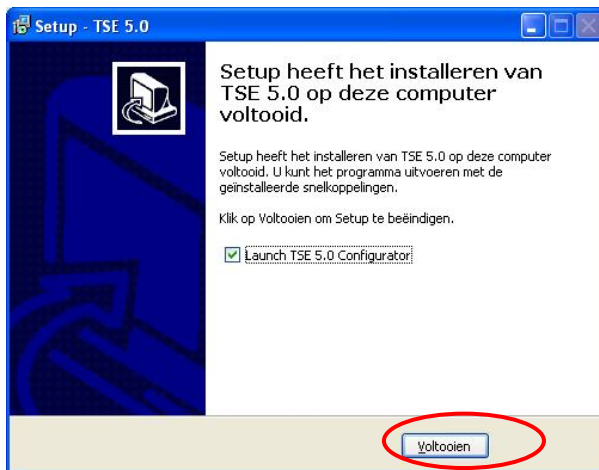 Setup - TSE 5.0
Setup heeft het installeren van
TSE 5.0 op deze computer
voltooid.
Setup heeft het installeren van TSE 5.0 op deze computer
voltooid. U kunt het programma uitvoeren met de
geïnstalleerde snelkoppelingen.
Klik op Voltooien om Setup te beëindigen.
Launch TSE 5.0 Configurator
Voltooien